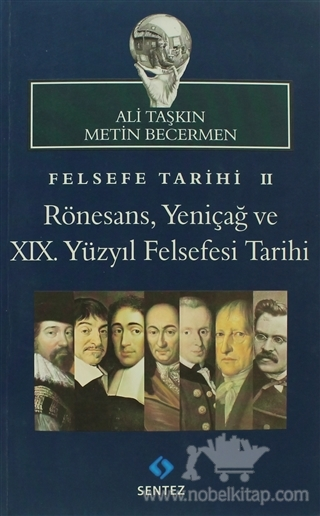 ALİ TAŞKIN
METİN BECERMEN
FELSEFE TARİHİ II
Rönesans, Yeniçağ ve
XIX. Yüzyıl Felsefesi Tarihi
SENTEZ
www.nobelkitap.com